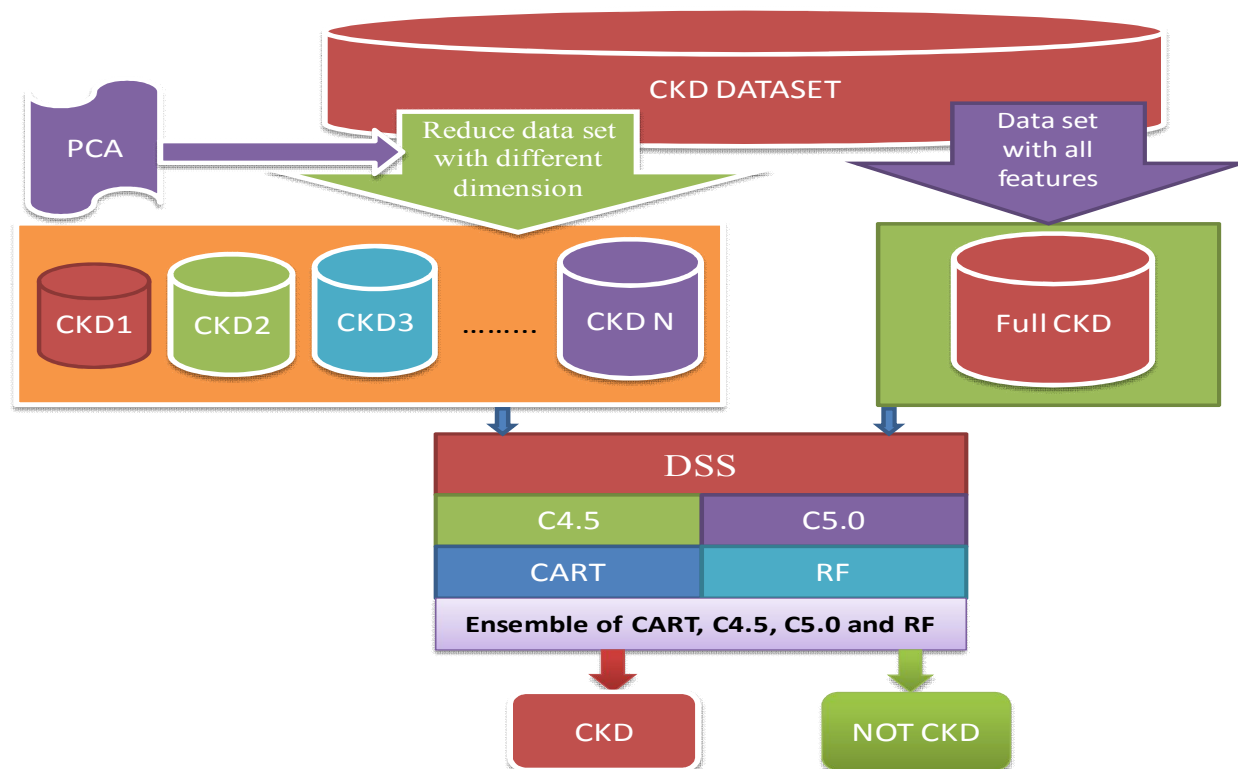 CKD DATASET
PCA
Reduce data set
with different
dimension
Data set
with all
features
CKD1
CKD2
CKD3
.........
CKD N
Full CKD
DSS
C4.5
C5.0
CART
RF
Ensemble of CART, C4.5, C5.0 and RF
CKD
NOT CKD